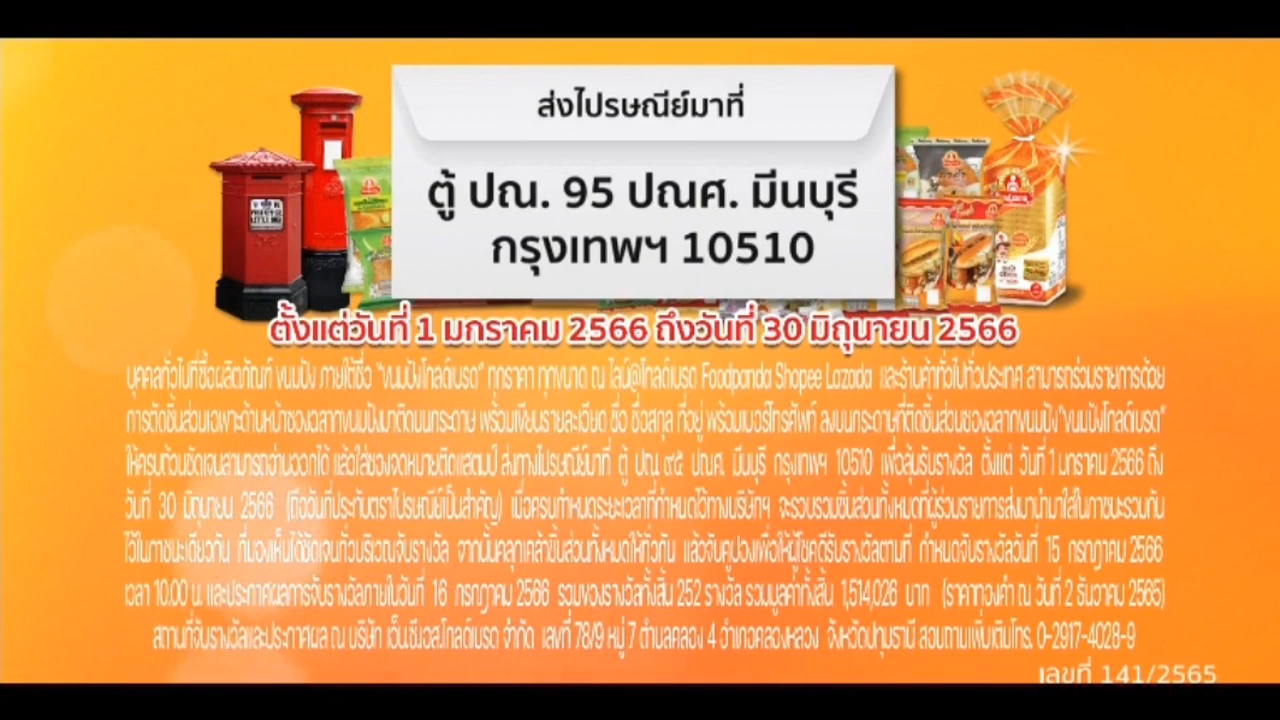 ส่งไปรษณีย์มาที่
ตู้ ปณ. 95 ปณศ. มีนบุรี
กรุงเทพฯ 10510
ตั้งแต่วันที่ 1 มกราคม 2566 ถึงวันที่ 30 มิถุนายน 2566
บุคคลทั่วไปที่ซื้อผลิตภัณฑ์ ขนมปัง ภายใต้ชื่อ "ขนมปังโกลด์เบรด" ทุกราคา ทุกขนาด ณ ไลน์@โกลด์เบรด Foodpanda Shopee Lazada และร้านค้าทั่วไปทั่วประเทศ สามารถร่วมรายการด้วย
การตัดชิ้นส่วนเฉพาะด้านหน้าซองฉลากขนมปังมาติดบนกระดาษ พร้อมเขียนรายละเอียด ชื่อ ชื่อสกุล ที่อยู่ พร้อมเบอร์โทรศัพท์ ลงบนกระดาษที่ติดชิ้นส่วนซองฉลากขนมปัง"ขนมปังโกลด์เบรด"
ให้ครบถ้วนชัดเจนสามารถอ่านออกได้ แล้วใส่ซองจดหมายติดแสตมป์ ส่งทางไปรษณีย์มาที่ ตู้ ปณ. ๙๕ ปณศ. มีนบุรี กรุงเทพฯ 10510 เพื่อลุ้นรับรางวัล ตั้งแต่ วันที่ 1 มกราคม 2566 ถึง
วันที่ 30 มิถุนายน 2566 (ถือวันที่ประทับตราไปรษณีย์เป็นสำคัญ) เมื่อครบกำหนดระยะเวลาที่กำหนดไว้ทางบริษัทฯ จะรวบรวมชิ้นส่วนทั้งหมดที่ผู้ร่วมรายการส่งมานำมาใส่ในภาชนะรวมกัน
ไว้ในภาชนะเดียวกัน ที่มองเห็นได้ชัดเจนทั่วบริเวณจับรางวัล จากนั้นคลุกเคล้าชิ้นส่วนทั้งหมดให้ทั่วกัน แล้วจับคูปองเพื่อให้ผู้โชคดีรับรางวัลตามที่ กำหนดจับรางวัลวันที่ 15 กรกฎาคม 2566
เวลา 10.00 น. และประกาศผลการจับรางวัลภายในวันที่ 16 กรกฎาคม 2566 รวมของรางวัลทั้งสิ้น 252 รางวัล รวมมูลค่าทั้งสิ้น 1,514,026 บาท (ราคาทองคำ ณ วันที่ 2 ธันวาคม 2565)
สถานที่จับรางวัลและประกาศผล ณ บริษัท เอ็นเชียงส.โกลด์เบรด จำกัด เลขที่ 78/9 หมู่ 7 ตำบลคลอง 4 อำเภอคลองหลวง จังหวัดปทุมธานี สอบถามเพิ่มเติมโทร. 0-2917-4028-9
เลขที่ 141/2565